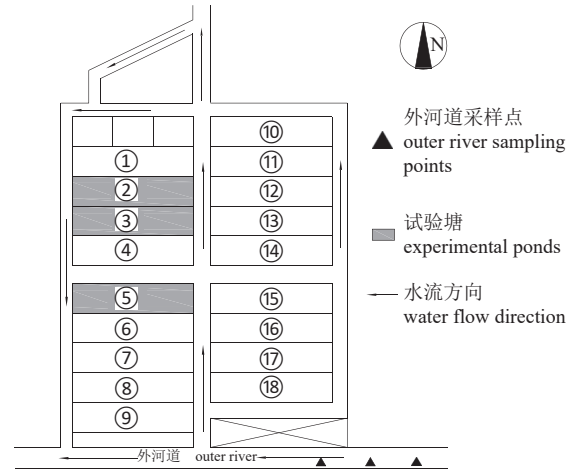 N
外河道采样点
outer river sampling
points
试验塘
experimental ponds
水流方向
water flow direction
①
②
③
④
⑤
⑥
⑦
⑧
⑨
⑩
⑪
⑫
⑬
⑭
⑮
⑯
⑰
⑱
外河道 outer river